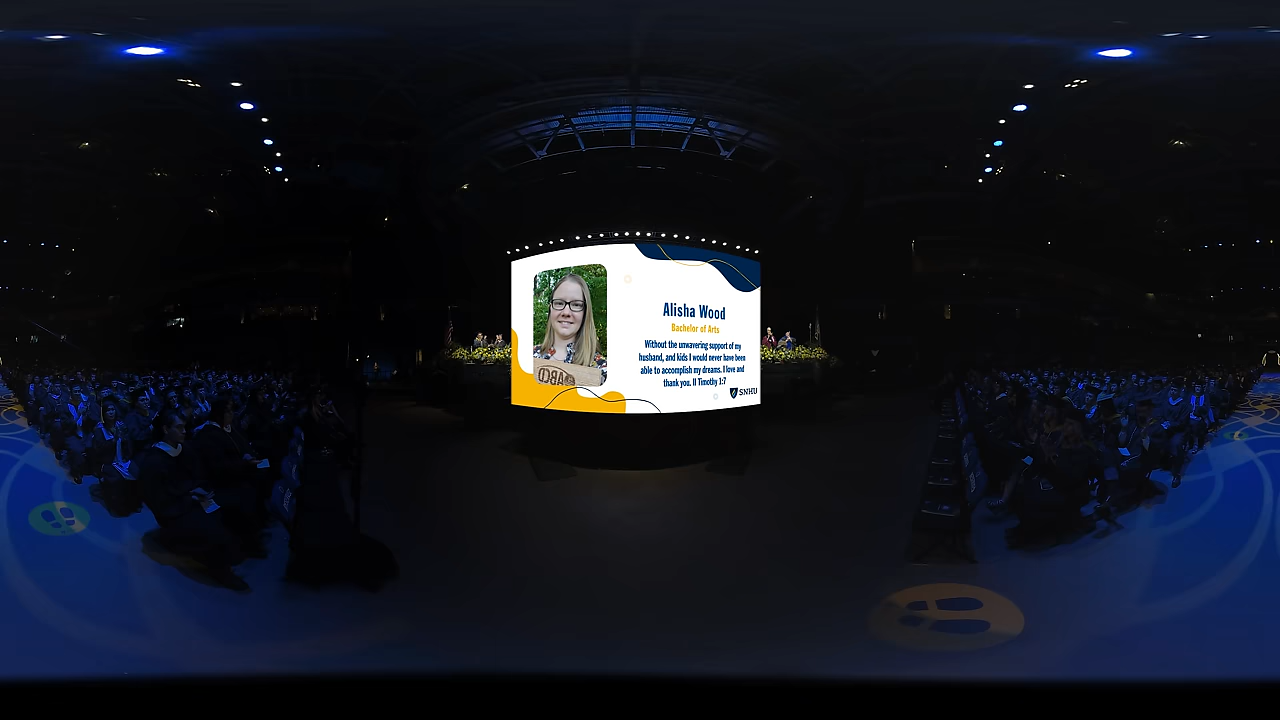 Alisha Wood
Bachelor of Arts
Without the unwavering support of my
husband, and kids I would never have been
able to accomplish my dreams. I love and
thank you. II Timothy 1:7
SNHU